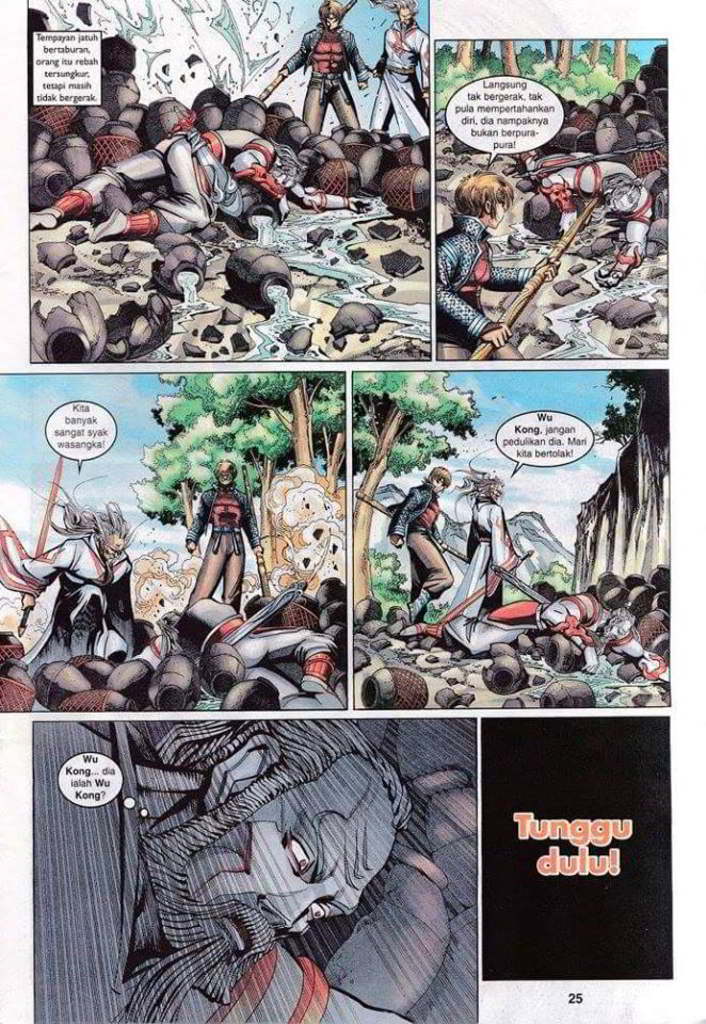 Tempayan jatuh
bertaburan,
orang itu rebah
tersungkur,
tetapi masih
tidak bergerak.
Langsung
tak bergerak, tak
pula mempertahankan
diri, dia nampaknya
bukan berpura-
pura!
Kita
banyak
sangat syak
wasangka!
Wu
Kong, jangan
pedulikan dia. Mari
kita bertolak!
Wu
Kong... dia
ialah Wu
Kong?
Tunggu
dulu!
25